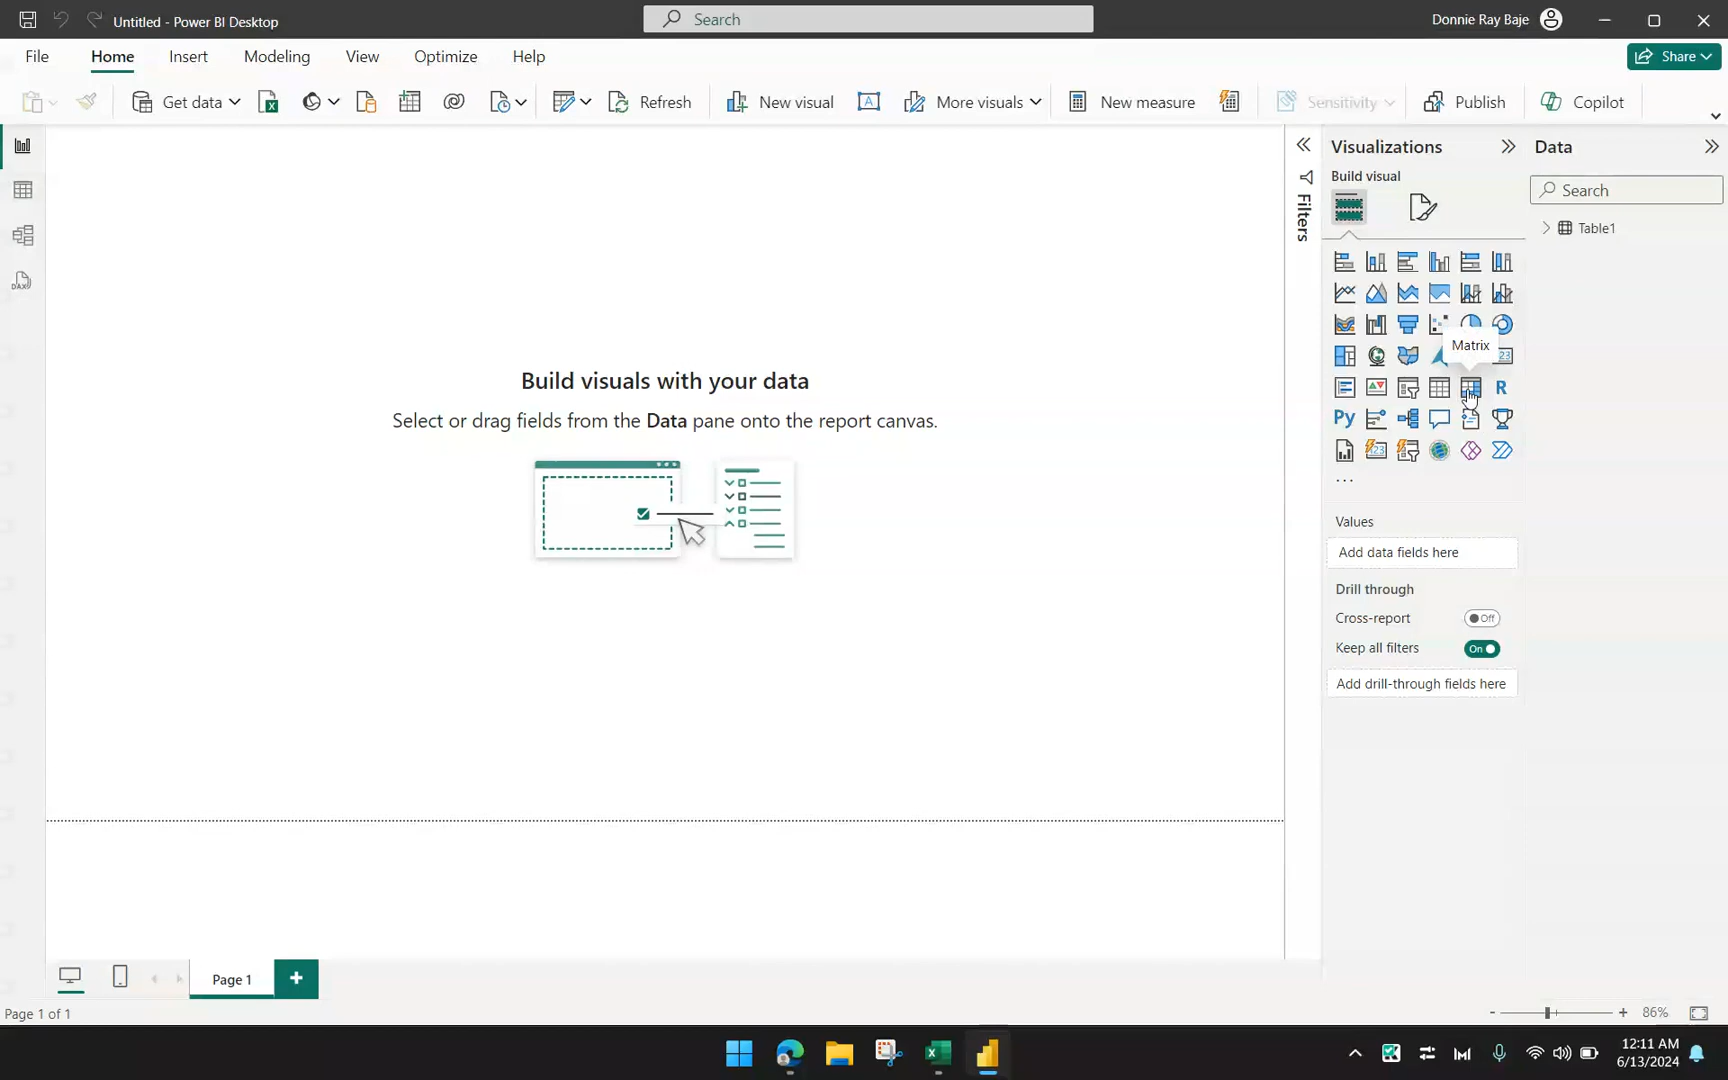 Untitled - Power BI Desktop
Search
Donnie Ray Baje
File
Home
Insert
Modeling
View
Optimize
Help
Share
Get data
Refresh
New visual
More visuals
New measure
Sensitivity
Publish
Copilot
Filters
Visualizations
Build visual
Matrix
123
R
Py
123
...
Values
Add data fields here
Drill through
Cross-report
Off
Keep all filters
On
Add drill-through fields here
Data
Search
Table1
DAX
Build visuals with your data
Select or drag fields from the Data pane onto the report canvas.
Page 1
Page 1 of 1
86%
12:11 AM
6/13/2024